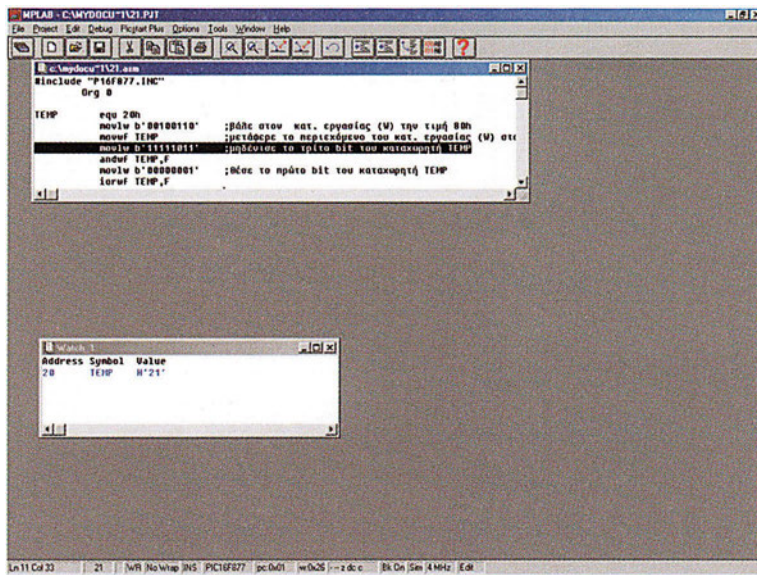 MPLAB - C:\MYDOCU~1\21.PJT
File Project Edit Debug Picstart Plus Options Tools Window Help
c:\mydocu~1\21.asm
#include "P16F877.INC"
Org 0
TEMP equ 20h
movlw b'00100110' ;βάλε στον κατ. εργασίας (W) την τιμή 80h
movwf TEMP ;μετάφερε το περιεχόμενο του κατ. εργασίας (W) στο
movlw b'11111011' ;μηδένισε το τρίτο bit του καταχωρητή TEMP
andwf TEMP,F
movlw b'00000001' ;θέσε το πρώτο bit του καταχωρητή TEMP
iorwf TEMP,F
Watch_1
Address Symbol Value
20 TEMP H'21'
Ln 11 Col 33 21 WR No Wrap INS PIC16F877 pc:0x01 w:0x26 -- z dc c Bk On Sim 4 MHz Edit